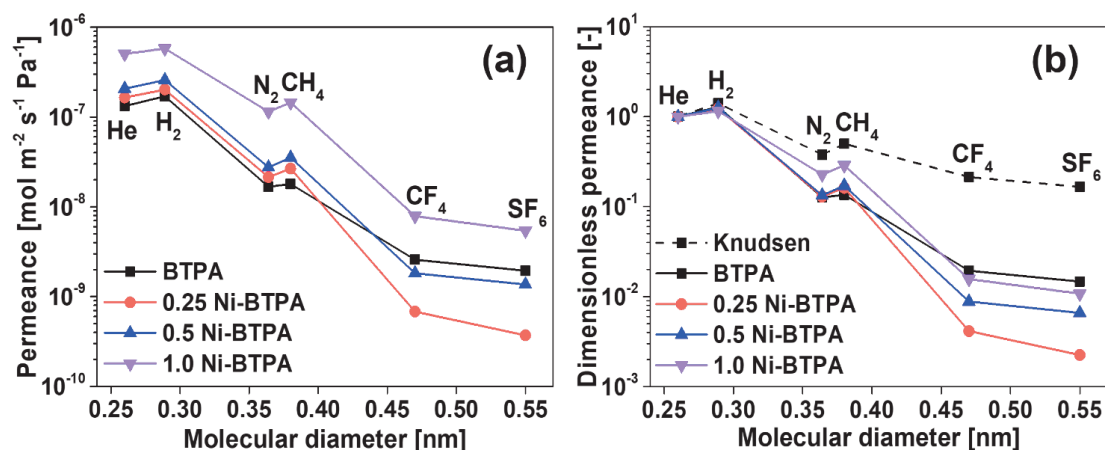 (a)
Permeance [mol m⁻² s⁻¹ Pa⁻¹]
10⁻⁶
10⁻⁷
10⁻⁸
10⁻⁹
10⁻¹⁰
He
H₂
N₂ CH₄
CF₄
SF₆
BTPA
0.25 Ni-BTPA
0.5 Ni-BTPA
1.0 Ni-BTPA
0.25 0.30 0.35 0.40 0.45 0.50 0.55
Molecular diameter [nm]
(b)
Dimensionless permeance [-]
10¹
10⁰
10⁻¹
10⁻²
10⁻³
He
H₂
N₂ CH₄
CF₄
SF₆
Knudsen
BTPA
0.25 Ni-BTPA
0.5 Ni-BTPA
1.0 Ni-BTPA
0.25 0.30 0.35 0.40 0.45 0.50 0.55
Molecular diameter [nm]